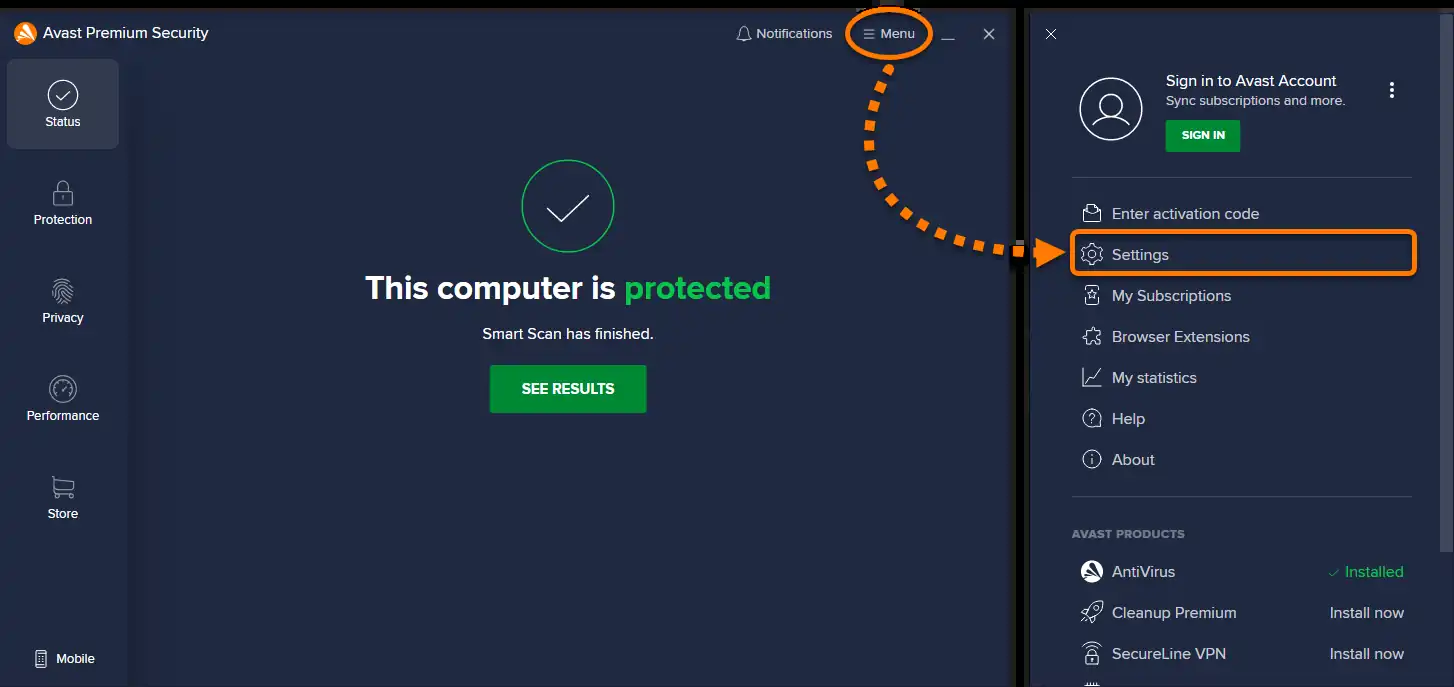 Avast Premium Security
Notifications
Menu
Status
Protection
Privacy
Performance
Store
Mobile
This computer is protected
Smart Scan has finished.
SEE RESULTS
Sign in to Avast Account
Sync subscriptions and more.
SIGN IN
Enter activation code
Settings
My Subscriptions
Browser Extensions
My statistics
Help
About
AVAST PRODUCTS
AntiVirus Installed
Cleanup Premium Install now
SecureLine VPN Install now